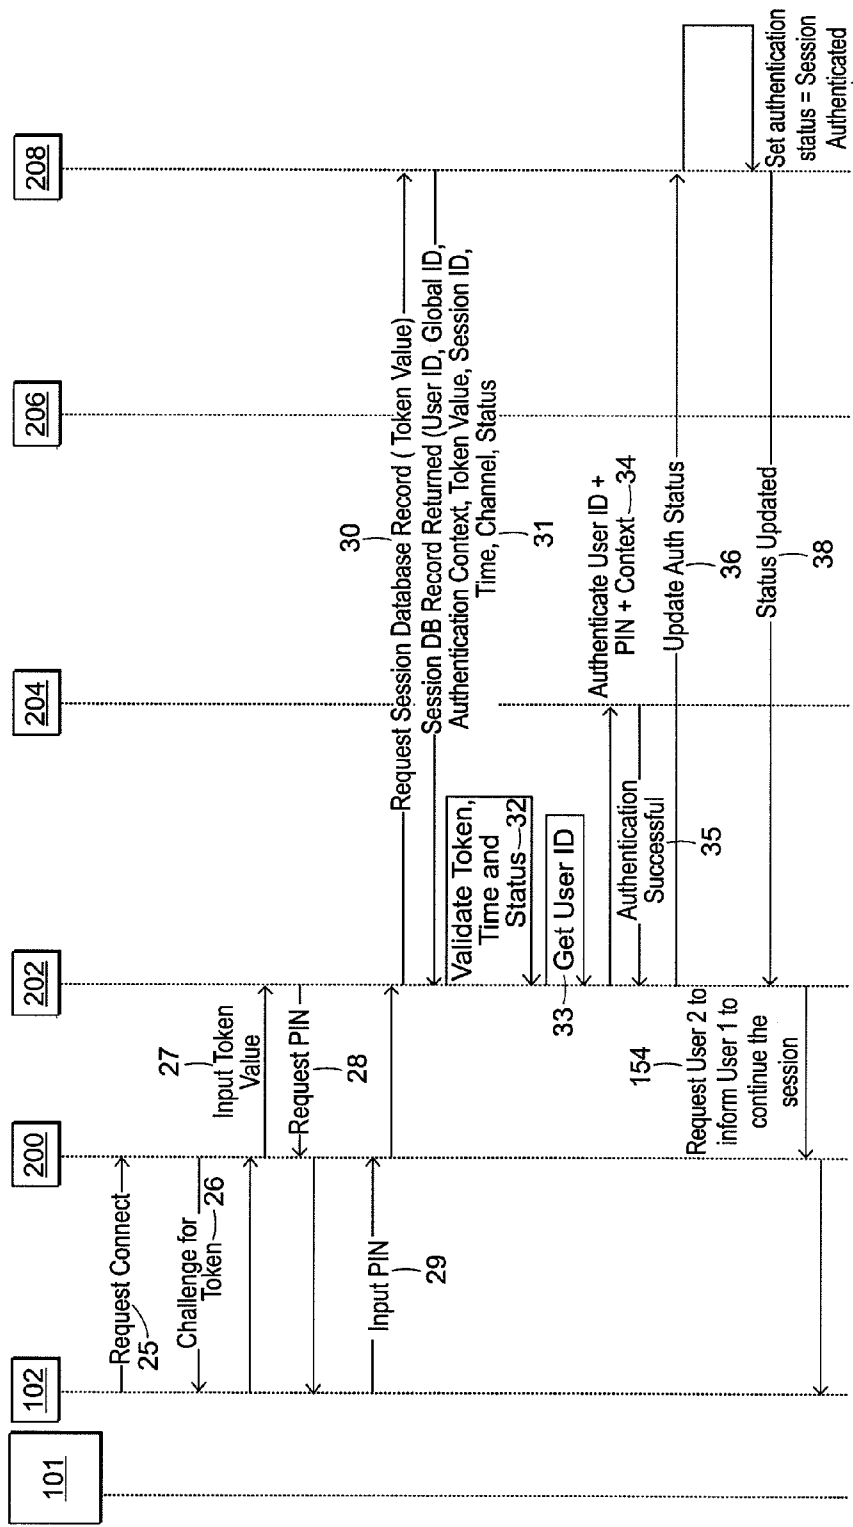 101
102
200
202
204
206
208
Request Connect
25
Challenge for
Token
26
27
Input Token
Value
Request PIN
28
Input PIN
29
Request Session Database Record ( Token Value)
30
Session DB Record Returned (User ID, Global ID,
Authentication Context, Token Value, Session ID,
Time, Channel, Status
31
Validate Token,
Time and
Status
32
Get User ID
33
Authenticate User ID +
PIN + Context
34
Authentication
Successful
35
Update Auth Status
36
Set authentication
status = Session
Authenticated
Status Updated
38
154
Request User 2 to
inform User 1 to
continue the
session